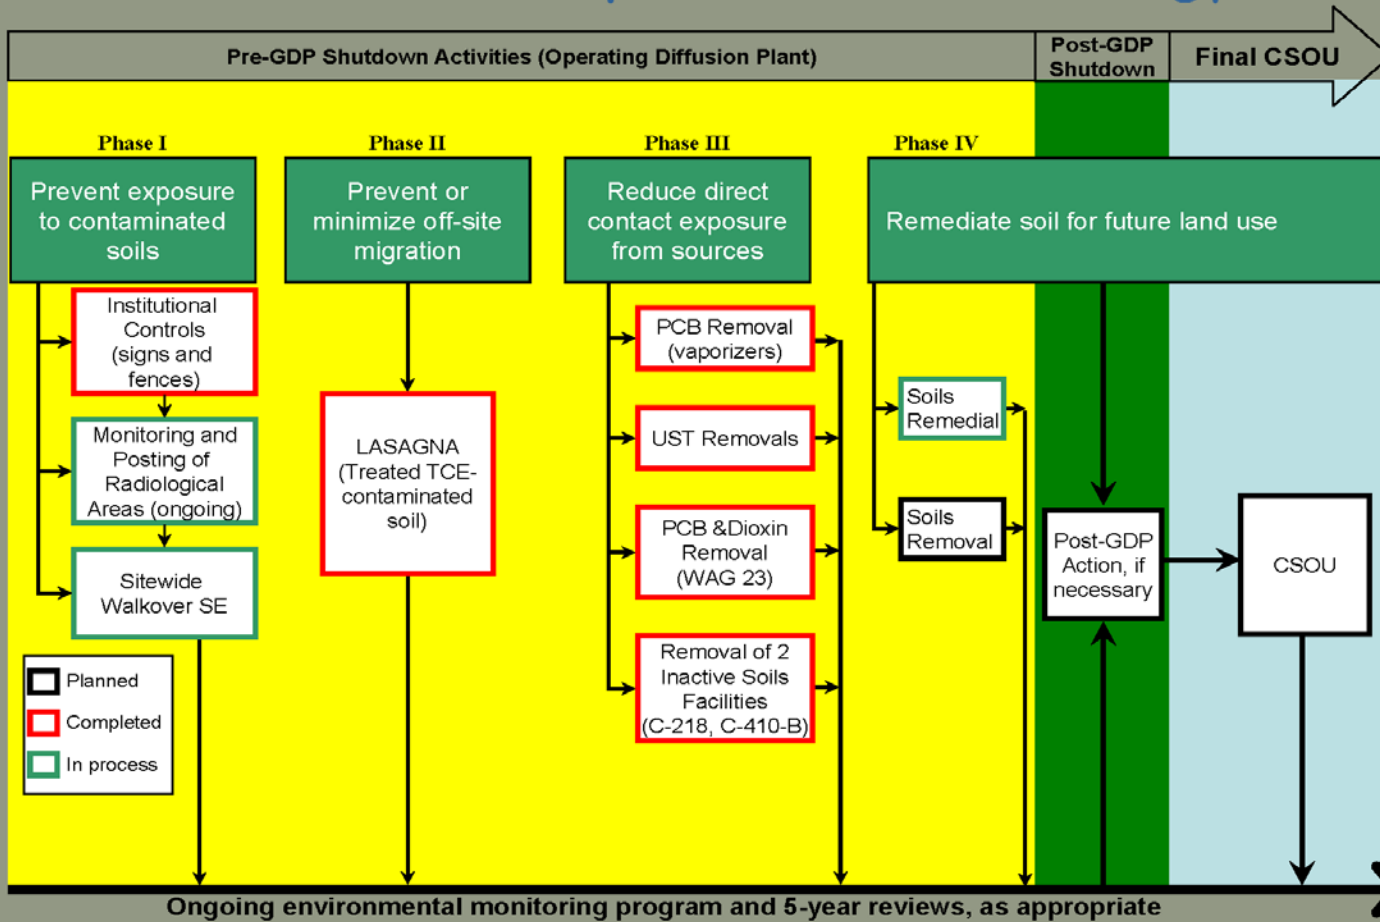 Pre-GDP Shutdown Activities (Operating Diffusion Plant)
Post-GDP
Shutdown
Final CSOU
Phase I
Phase II
Phase III
Phase IV
Prevent exposure
to contaminated
soils
Prevent or
minimize off-site
migration
Reduce direct
contact exposure
from sources
Remediate soil for future land use
Institutional
Controls
(signs and
fences)
Monitoring and
Posting of
Radiological
Areas (ongoing)
Sitewide
Walkover SE
LASAGNA
(Treated TCE-
contaminated
soil)
PCB Removal
(vaporizers)
UST Removals
PCB &Dioxin
Removal
(WAG 23)
Removal of 2
Inactive Soils
Facilities
(C-218, C-410-B)
Soils
Remedial
Soils
Removal
Post-GDP
Action, if
necessary
CSOU
Planned
Completed
In process
Ongoing environmental monitoring program and 5-year reviews, as appropriate